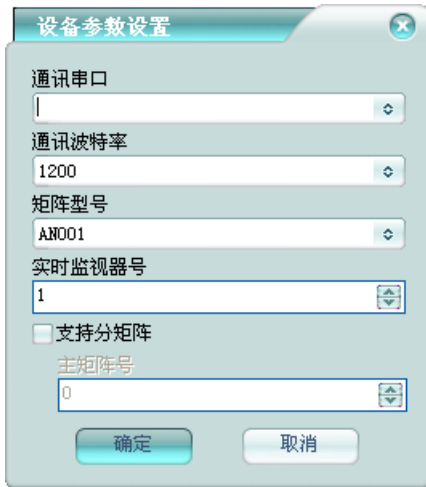 设备参数设置
通讯串口
通讯波特率
1200
矩阵型号
AN001
实时监视器号
1
支持分矩阵
主矩阵号
0
确定
取消